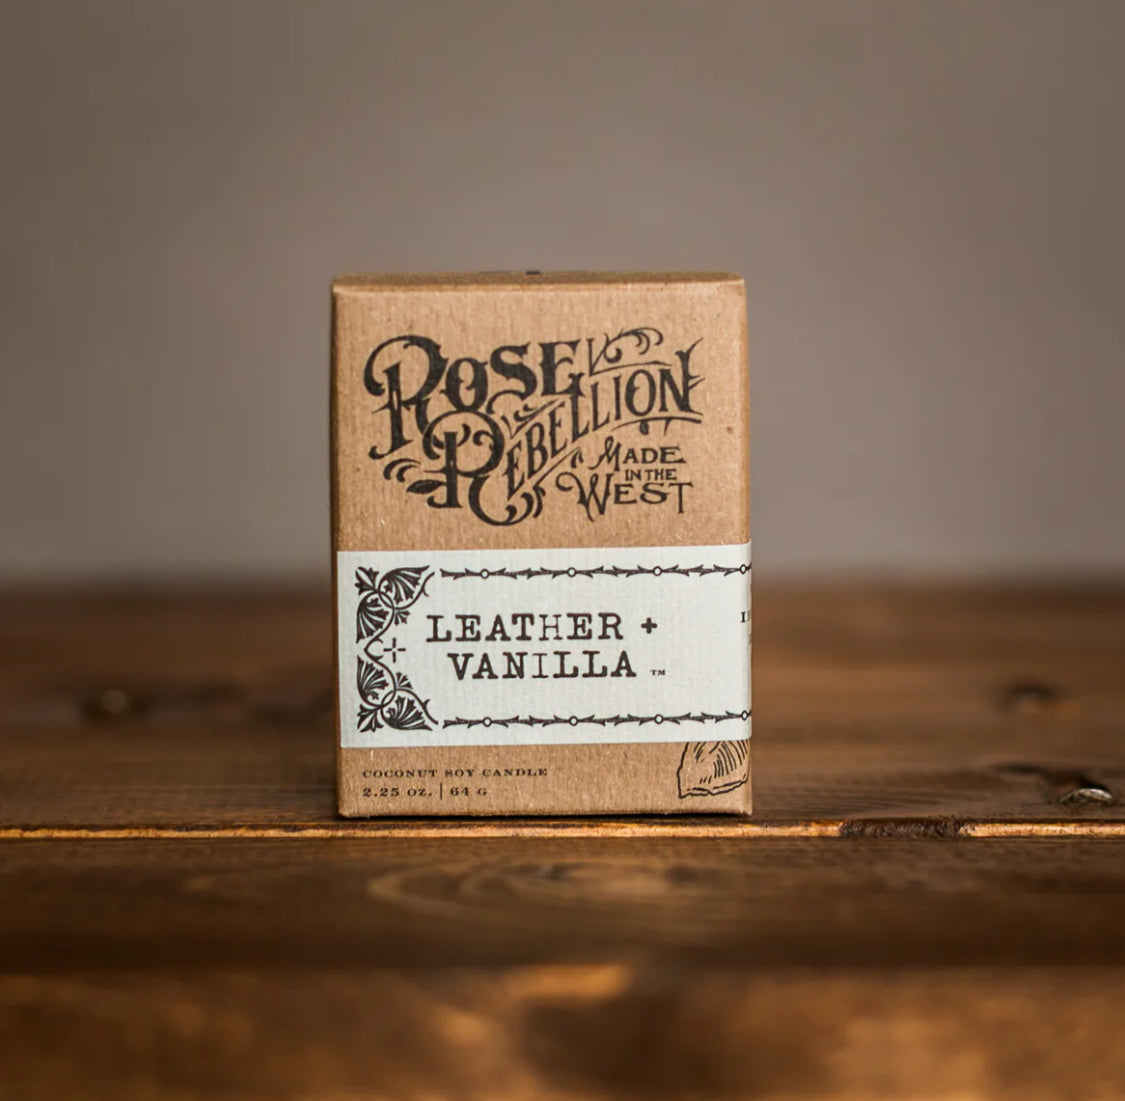 ROSE
REBELLION
MADE
IN THE
WEST
LEATHER +
VANILLA ™
COCONUT SOY CANDLE
2.25 OZ. | 64 G